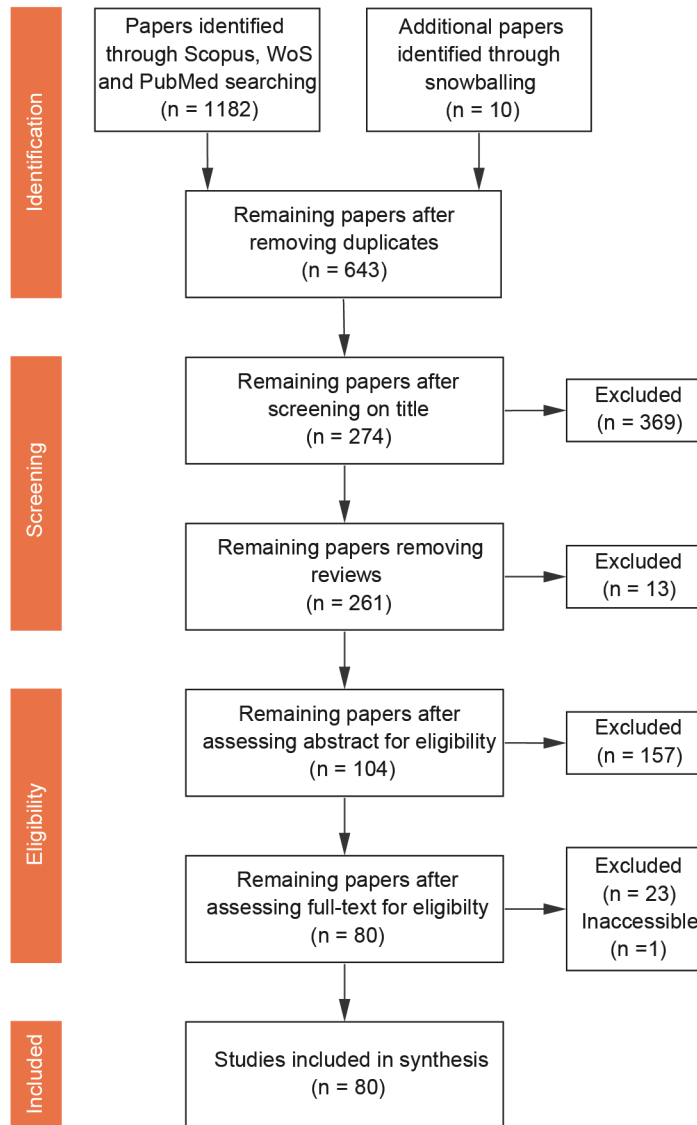 Identification
Papers identified
through Scopus, WoS
and PubMed searching
(n = 1182)
Additional papers
identified through
snowballing
(n = 10)
Remaining papers after
removing duplicates
(n = 643)
Screening
Remaining papers after
screening on title
(n = 274)
Excluded
(n = 369)
Remaining papers removing
reviews
(n = 261)
Excluded
(n = 13)
Eligibility
Remaining papers after
assessing abstract for eligibility
(n = 104)
Excluded
(n = 157)
Remaining papers after
assessing full-text for eligibilty
(n = 80)
Excluded
(n = 23)
Inaccessible
(n =1)
Included
Studies included in synthesis
(n = 80)